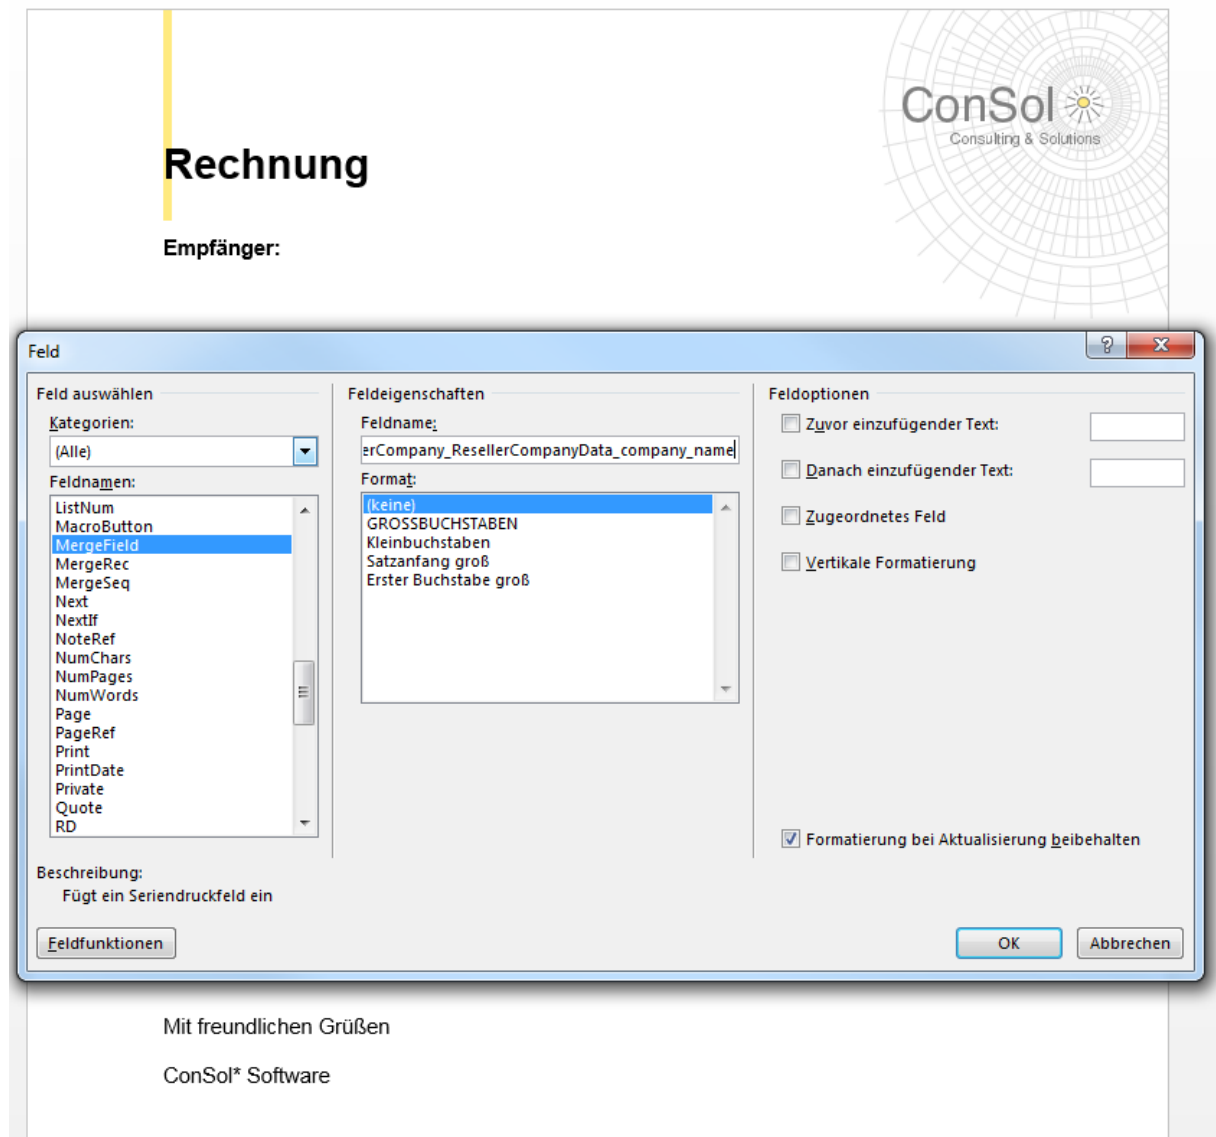 ConSol
Consulting & Solutions
Rechnung
Empfänger:
Feld
Feld auswählen
Kategorien:
(Alle)
Feldnamen:
ListNum
MacroButton
MergeField
MergeRec
MergeSeq
Next
NextIf
NoteRef
NumChars
NumPages
NumWords
Page
PageRef
Print
PrintDate
Private
Quote
RD
Beschreibung:
Fügt ein Seriendruckfeld ein
Feldfunktionen
Feldeigenschaften
Feldname:
erCompany_ResellerCompanyData_company_name
Format:
(keine)
GROSSBUCHSTABEN
Kleinbuchstaben
Satzanfang groß
Erster Buchstabe groß
Feldoptionen
Zuvor einzufügender Text:
Danach einzufügender Text:
Zugeordnetes Feld
Vertikale Formatierung
Formatierung bei Aktualisierung beibehalten
OK
Abbrechen
Mit freundlichen Grüßen
ConSol* Software